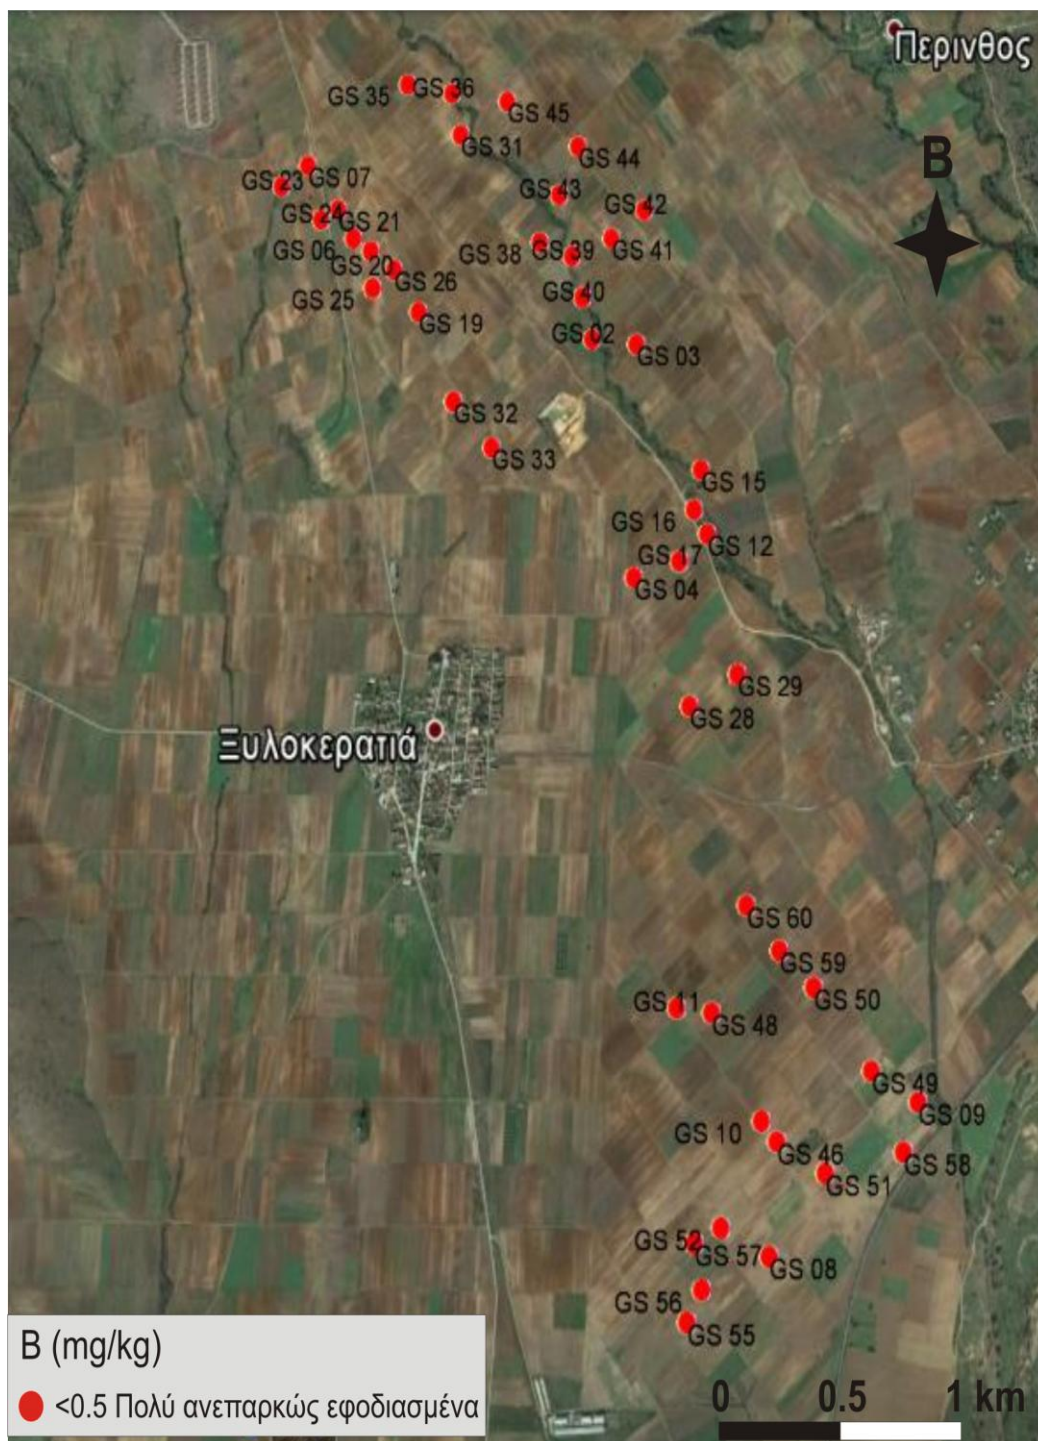 Περινθος
GS 35
GS 36
GS 45
GS 31
GS 44
GS 23
GS 07
GS 43
GS 42
GS 24
GS 21
GS 06
GS 20
GS 26
GS 38
GS 39
GS 41
GS 25
GS 40
GS 19
GS 02
GS 03
B
GS 32
GS 33
GS 15
GS 16
GS 12
GS 17
GS 04
GS 29
GS 28
Ξυλοκερατιά
GS 60
GS 59
GS 50
GS 11
GS 48
GS 49
GS 09
GS 10
GS 46
GS 58
GS 51
GS 52
GS 57
GS 08
GS 56
GS 55
B (mg/kg)
<0.5 Πολύ ανεπαρκώς εφοδιασμένα
0 0.5 1 km